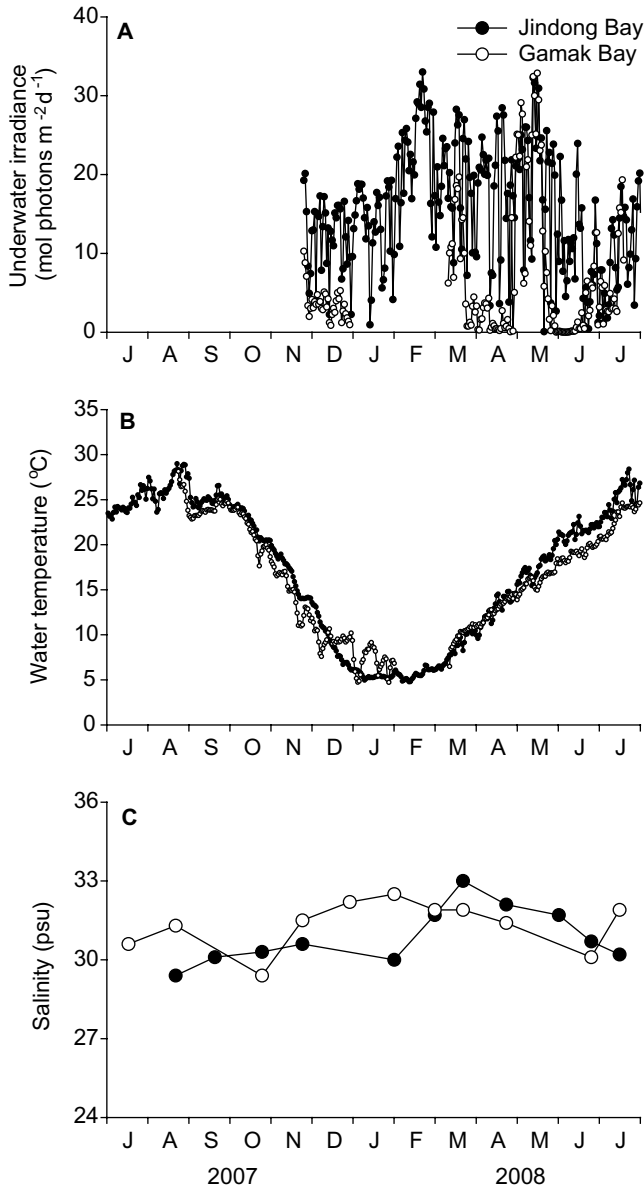 A
Jindong Bay
Gamak Bay
Underwater irradiance
(mol photons m⁻²d⁻¹)
40
30
20
10
0
J A S O N D J F M A M J J
B
Water temperature (°C)
35
30
25
20
15
10
5
0
J A S O N D J F M A M J J
C
Salinity (psu)
36
33
30
27
24
J A S O N D J F M A M J J
2007 2008